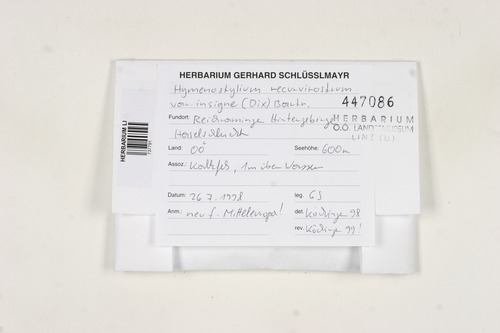 HERBARIUM GERHARD SCHLÜSSLMAYR
Hymenostylium recurvirostrum
var. insigne (Dix) Bartr.
447086
Fundort: Reichraminger Hintergebirge
HERBARIUM
O.Ö. LANDESMUSEUM
LINZ (LI)
Land: OÖ Seehöhe: 600m
Assoz.: Kalkfels, 1m über Wasser
Datum: 26.7.1998 leg. GS
Anm.: neu f. Mitteleuropa! det. Köckinger 98
rev. Köckinger 99!
HERBARIUM LI